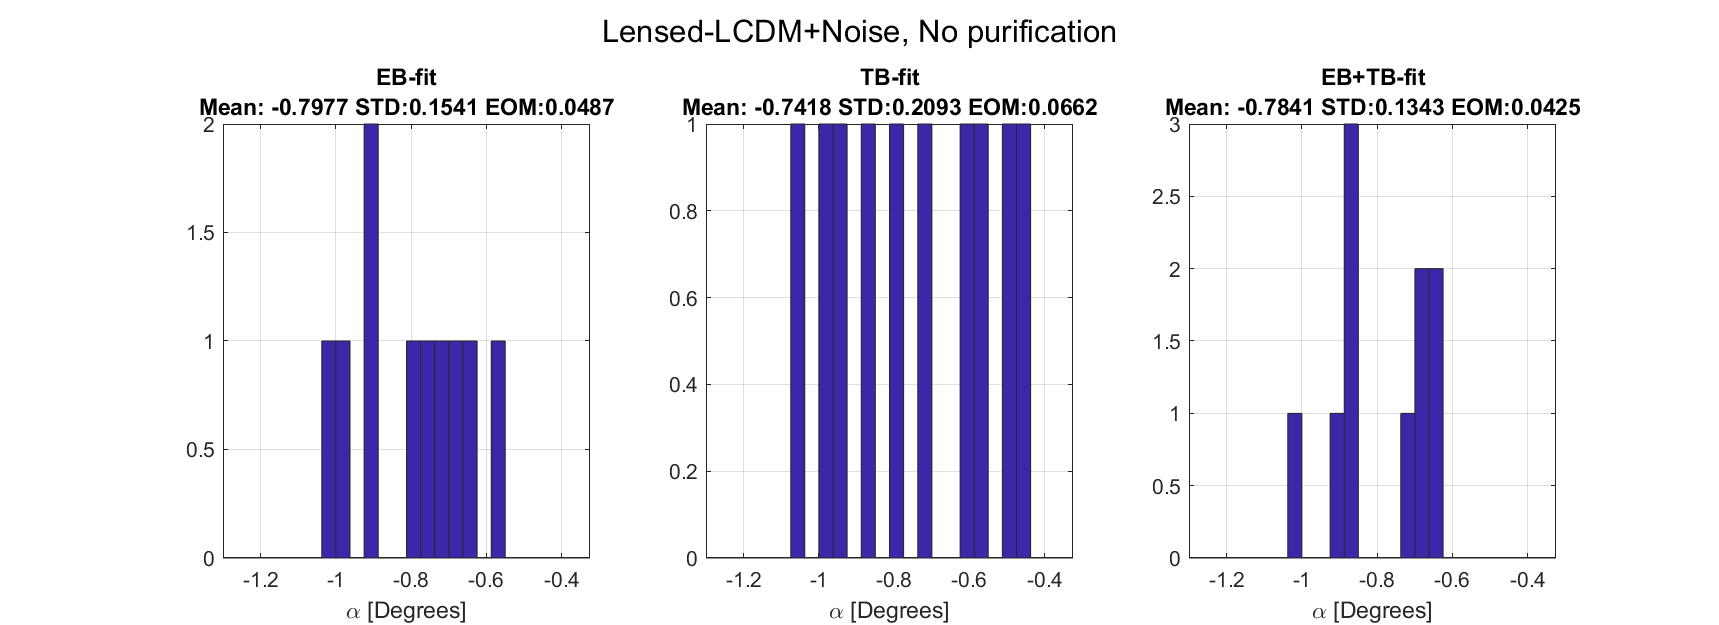 Lensed-LCDM+Noise, No purification
EB-fit
Mean: -0.7977 STD:0.1541 EOM:0.0487
2
1.5
1
0.5
0
-1.2 -1 -0.8 -0.6 -0.4
α [Degrees]
TB-fit
Mean: -0.7418 STD:0.2093 EOM:0.0662
1
0.8
0.6
0.4
0.2
0
-1.2 -1 -0.8 -0.6 -0.4
α [Degrees]
EB+TB-fit
Mean: -0.7841 STD:0.1343 EOM:0.0425
3
2.5
2
1.5
1
0.5
0
-1.2 -1 -0.8 -0.6 -0.4
α [Degrees]